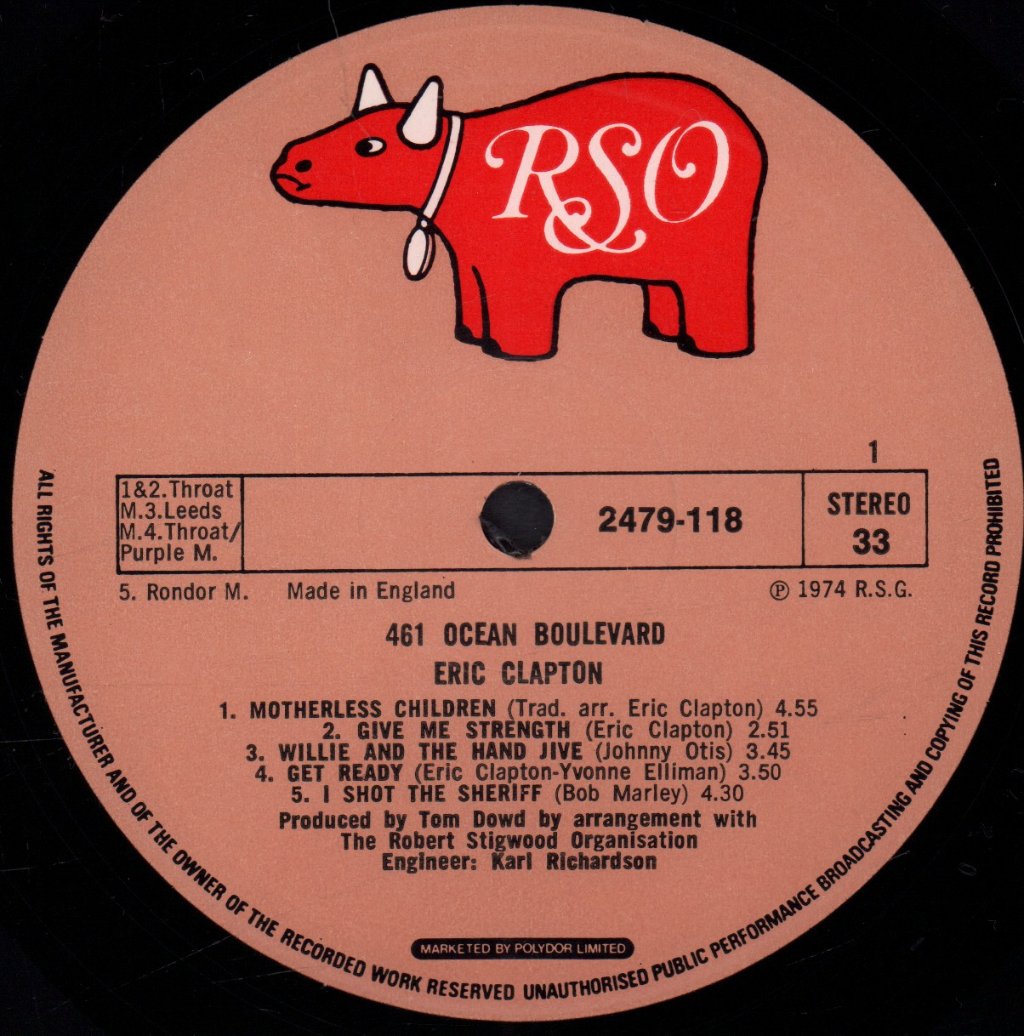 RSO
1
1&2.Throat
M.3.Leeds
M.4.Throat/
Purple M.
2479-118
STEREO
33
5. Rondor M.
Made in England
℗ 1974 R.S.G.
461 OCEAN BOULEVARD
ERIC CLAPTON
1. MOTHERLESS CHILDREN (Trad. arr. Eric Clapton) 4.55
2. GIVE ME STRENGTH (Eric Clapton) 2.51
3. WILLIE AND THE HAND JIVE (Johnny Otis) 3.45
4. GET READY (Eric Clapton-Yvonne Elliman) 3.50
5. I SHOT THE SHERIFF (Bob Marley) 4.30
Produced by Tom Dowd by arrangement with
The Robert Stigwood Organisation
Engineer: Karl Richardson
MARKETED BY POLYDOR LIMITED
ALL RIGHTS OF THE MANUFACTURER AND OF THE OWNER OF THE RECORDED WORK RESERVED UNAUTHORISED PUBLIC PERFORMANCE BROADCASTING AND COPYING OF THIS RECORD PROHIBITED